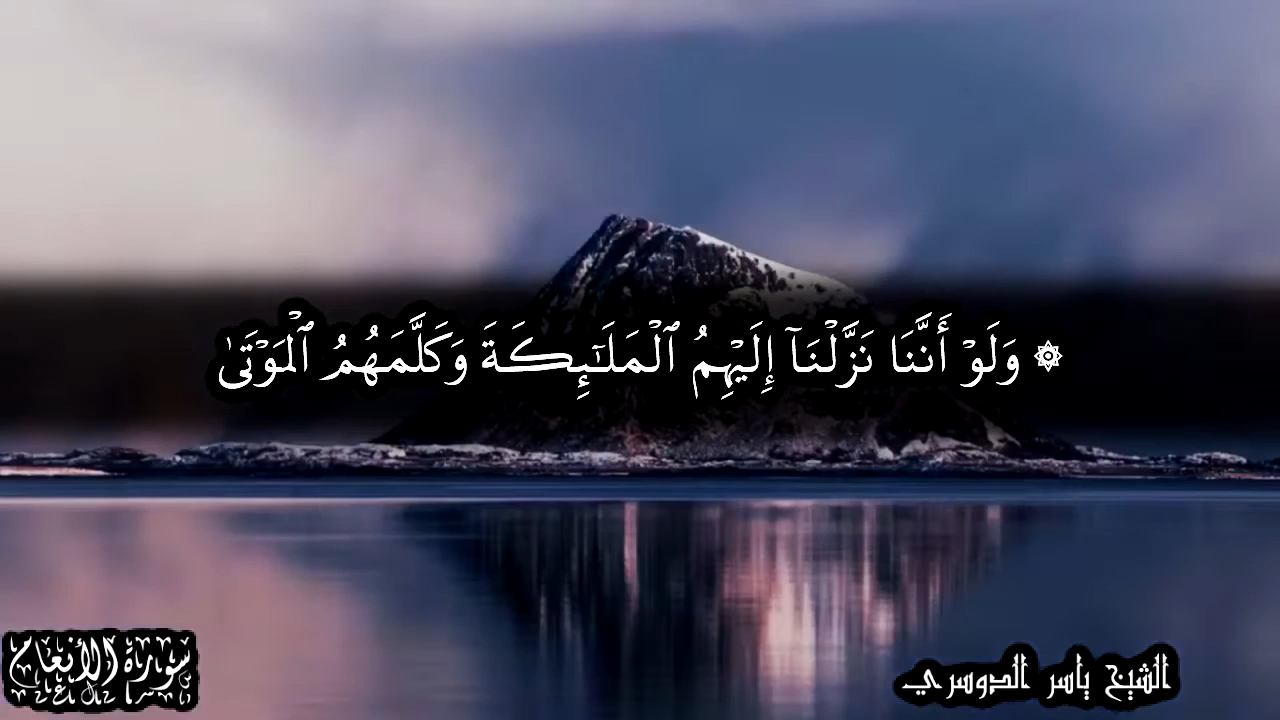 ۞ وَلَوْ أَنَّنَا نَزَّلْنَآ إِلَيْهِمُ ٱلْمَلَـٰٓئِكَةَ وَكَلَّمَهُمُ ٱلْمَوْتَىٰ
سورة الأنعام
الشيخ ياسر الدوسري